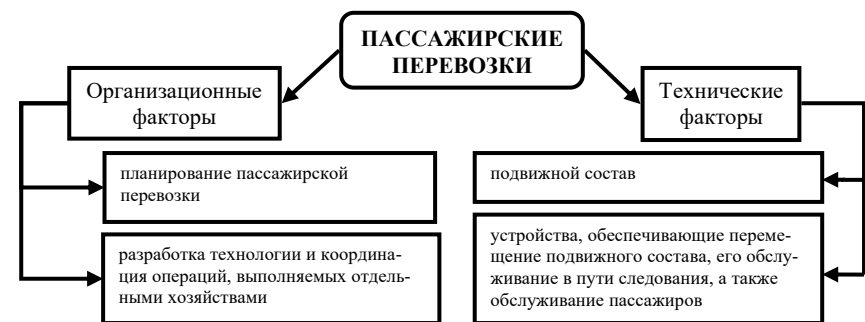 ПАССАЖИРСКИЕ
ПЕРЕВОЗКИ
Организационные
факторы
Технические
факторы
планирование пассажирской
перевозки
подвижной состав
разработка технологии и координа-
ция операций, выполняемых отдель-
ными хозяйствами
устройства, обеспечивающие переме-
щение подвижного состава, его обслу-
живание в пути следования, а также
обслуживание пассажиров